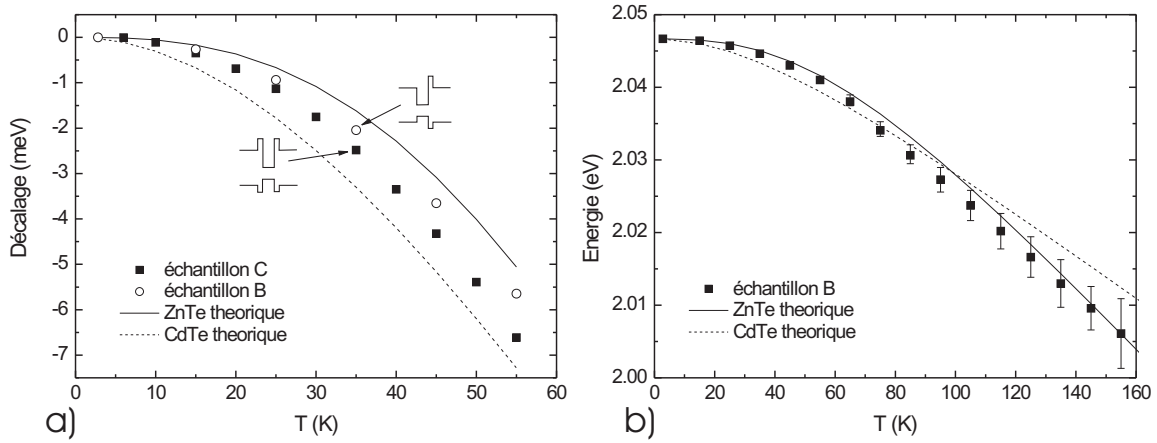 0
-1
-2
-3
-4
-5
-6
-7
Décalage (meV)
échantillon C
échantillon B
ZnTe theorique
CdTe theorique
0 10 20 30 40 50 60
T (K)
a)
2.05
2.04
2.03
2.02
2.01
2.00
Energie (eV)
échantillon B
ZnTe theorique
CdTe theorique
0 20 40 60 80 100 120 140 160
T (K)
b)